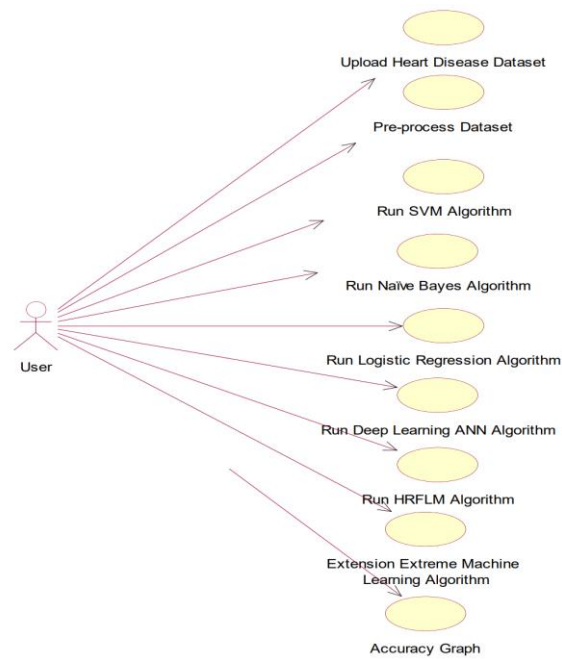 Upload Heart Disease Dataset
Pre-process Dataset
Run SVM Algorithm
Run Naïve Bayes Algorithm
Run Logistic Regression Algorithm
User
Run Deep Learning ANN Algorithm
Run HRFLM Algorithm
Extension Extreme Machine
Learning Algorithm
Accuracy Graph